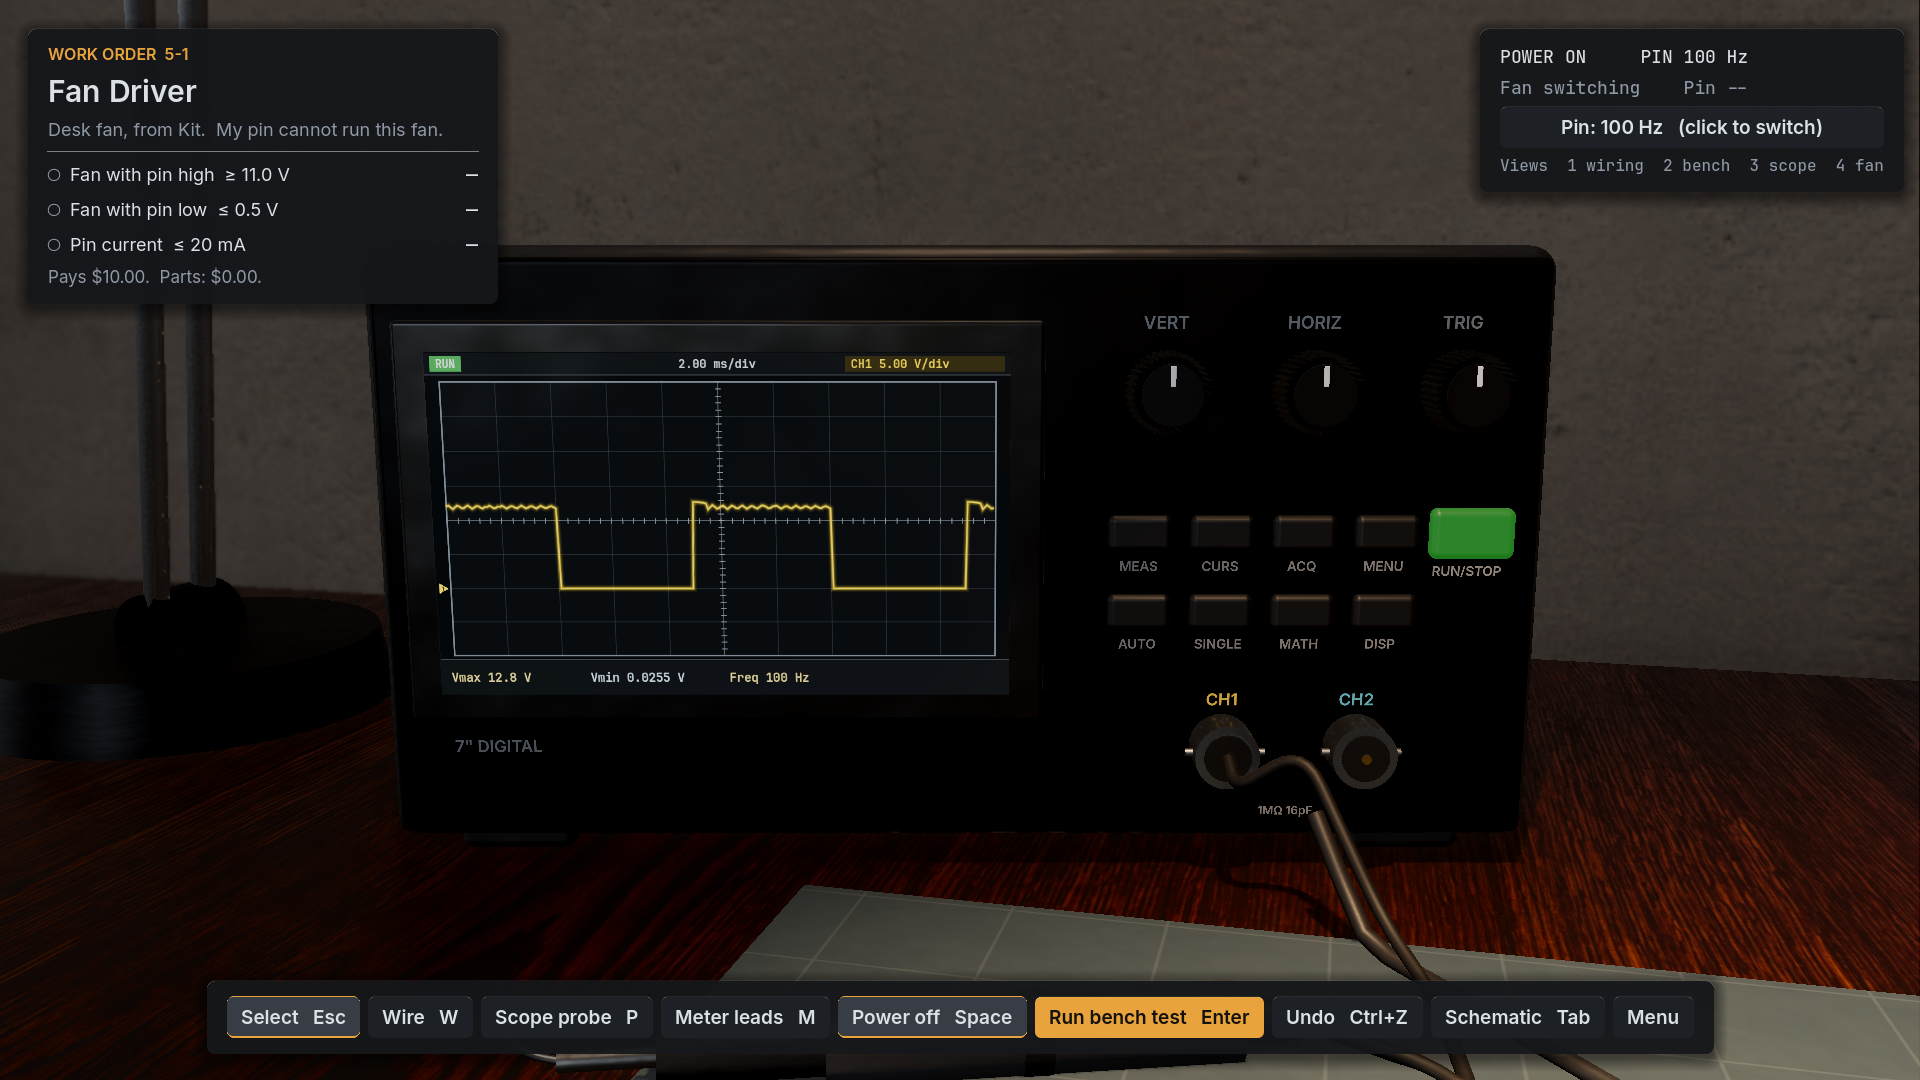 WORK ORDER 5-1
Fan Driver
Desk fan, from Kit. My pin cannot run this fan.
Fan with pin high ≥ 11.0 V —
Fan with pin low ≤ 0.5 V —
Pin current ≤ 20 mA —
Pays $10.00. Parts: $0.00.
POWER ON PIN 100 Hz
Fan switching Pin --
Pin: 100 Hz (click to switch)
Views 1 wiring 2 bench 3 scope 4 fan
VERT HORIZ TRIG
RUN 2.00 ms/div CH1 5.00 V/div
MEAS CURS ACQ MENU RUN/STOP
AUTO SINGLE MATH DISP
Vmax 12.8 V Vmin 0.0255 V Freq 100 Hz
CH1 CH2
7" DIGITAL
1MΩ 16pF
Select Esc
Wire W
Scope probe P
Meter leads M
Power off Space
Run bench test Enter
Undo Ctrl+Z
Schematic Tab
Menu